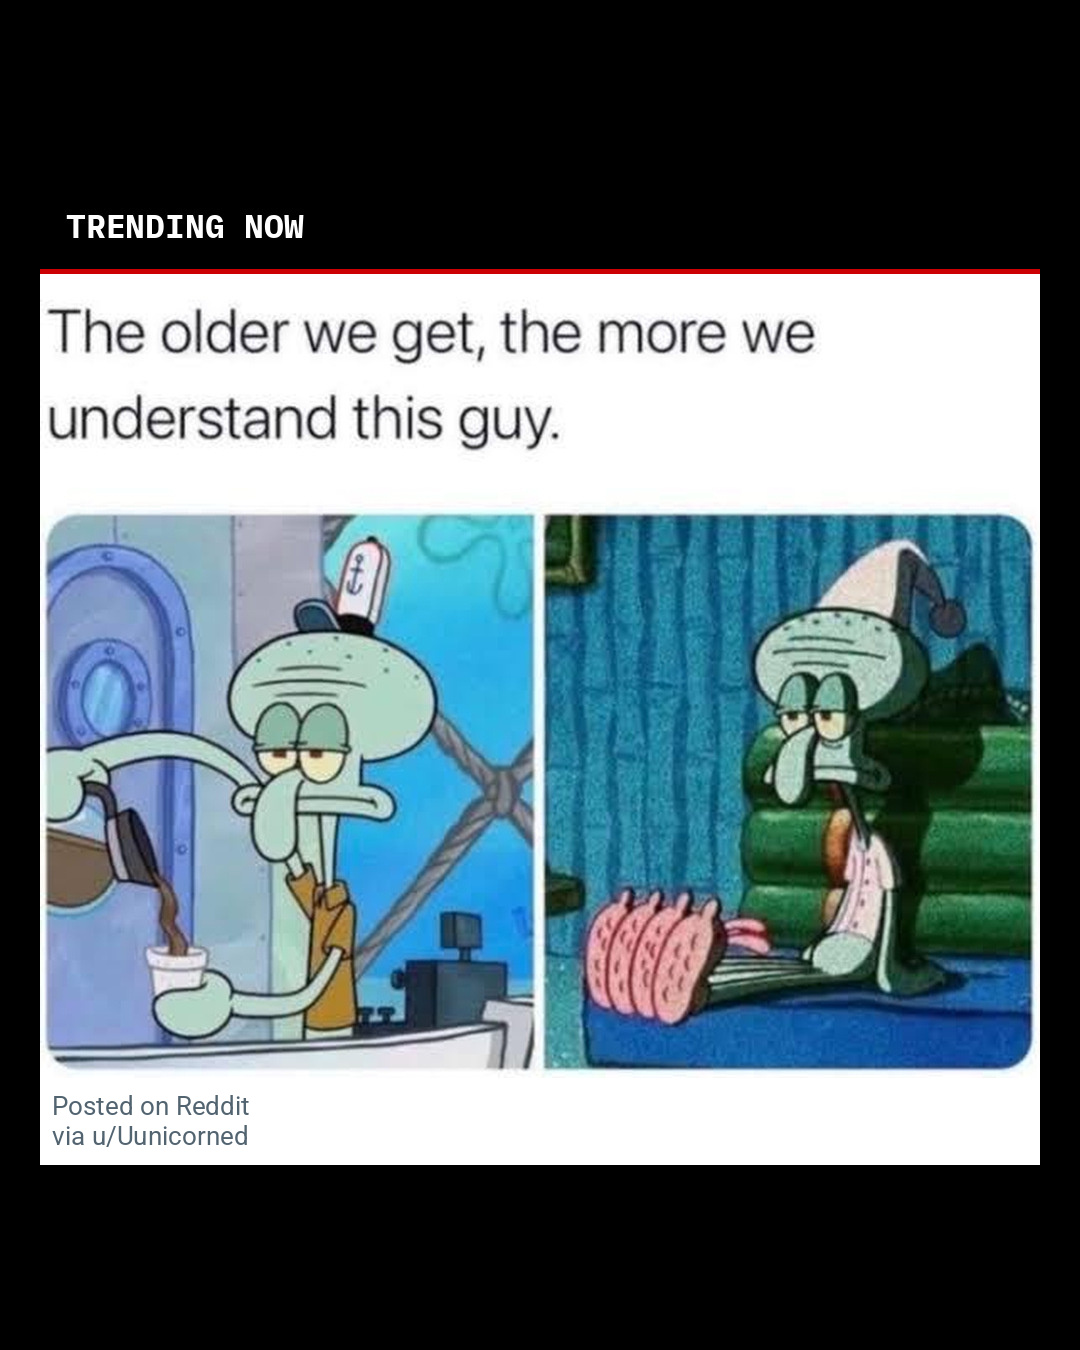 TRENDING NOW
The older we get, the more we
understand this guy.
Posted on Reddit
via u/Uunicorned